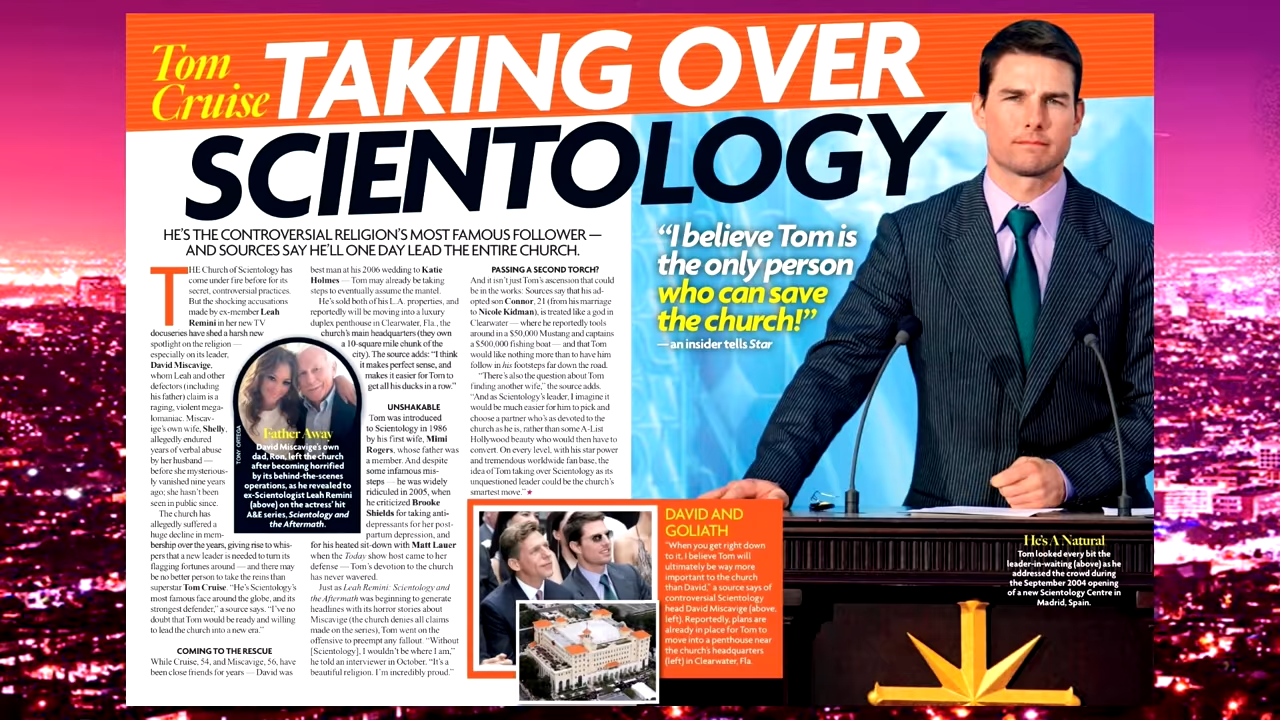 Tom
Cruise
TAKING OVER
SCIENTOLOGY
HE'S THE CONTROVERSIAL RELIGION'S MOST FAMOUS FOLLOWER —
AND SOURCES SAY HE'LL ONE DAY LEAD THE ENTIRE CHURCH.
THE Church of Scientology has
come under fire before for its
secret, controversial practices.
But the shocking accusations
made by ex-member Leah
Remini in her new TV
docuseries have shed a harsh new
spotlight on the religion —
especially on its leader,
David Miscavige,
whom Leah and other
defectors (including
his father) claim is a
raging, violent mega-
lomaniac. Miscav-
ige's own wife, Shelly,
allegedly endured
years of verbal abuse
by her husband —
before she mysterious-
ly vanished nine years
ago; she hasn't been
seen in public since.
The church has
allegedly suffered a
huge decline in mem-
bership over the years, giving rise to whis-
pers that a new leader is needed to turn its
flagging fortunes around — and there may
be no better person to take the reins than
superstar Tom Cruise. "He's Scientology's
most famous face around the globe, and its
strongest defender," a source says. "I've no
doubt that Tom would be ready and willing
to lead the church into a new era."
COMING TO THE RESCUE
While Cruise, 54, and Miscavige, 56, have
been close friends for years — David was
TONY ORTEGA
Father Away
David Miscavige's own
dad, Ron, left the church
after becoming horrified
by its behind-the-scenes
operations, as he revealed to
ex-Scientologist Leah Remini
(above) on the actress' hit
A&E series, Scientology and
the Aftermath.
best man at his 2006 wedding to Katie
Holmes — Tom may already be taking
steps to eventually assume the mantel.
He's sold both of his L.A. properties, and
reportedly will be moving into a luxury
duplex penthouse in Clearwater, Fla., the
church's main headquarters (they own
a 10-square mile chunk of the
city). The source adds: "I think
it makes perfect sense, and
makes it easier for Tom to
get all his ducks in a row."
UNSHAKABLE
Tom was introduced
to Scientology in 1986
by his first wife, Mimi
Rogers, whose father was
a member. And despite
some infamous mis-
steps — he was widely
ridiculed in 2005, when
he criticized Brooke
Shields for taking anti-
depressants for her post-
partum depression, and
for his heated sit-down with Matt Lauer
when the Today show host came to her
defense — Tom's devotion to the church
has never wavered.
Just as Leah Remini: Scientology and
the Aftermath was beginning to generate
headlines with its horror stories about
Miscavige (the church denies all claims
made on the series), Tom went on the
offensive to preempt any fallout. "Without
[Scientology], I wouldn't be where I am,"
he told an interviewer in October. "It's a
beautiful religion. I'm incredibly proud."
PASSING A SECOND TORCH?
And it isn't just Tom's ascension that could
be in the works: Sources say that his ad-
opted son Connor, 21 (from his marriage
to Nicole Kidman), is treated like a god in
Clearwater — where he reportedly tools
around in a $50,000 Mustang and captains
a $500,000 fishing boat — and that Tom
would like nothing more than to have him
follow in his footsteps far down the road.
"There's also the question about Tom
finding another wife," the source adds.
"And as Scientology's leader, I imagine it
would be much easier for him to pick and
choose a partner who's as devoted to the
church as he is, rather than some A-List
Hollywood beauty who would then have to
convert. On every level, with his star power
and tremendous worldwide fan base, the
idea of Tom taking over Scientology as its
unquestioned leader could be the church's
smartest move."★
"I believe Tom is
the only person
who can save
the church!"
— an insider tells Star
DAVID AND
GOLIATH
"When you get right down
to it, I believe Tom will
ultimately be way more
important to the church
than David," a source says of
controversial Scientology
head David Miscavige (above,
left). Reportedly, plans are
already in place for Tom to
move into a penthouse near
the church's headquarters
(left) in Clearwater, Fla.
He's A Natural
Tom looked every bit the
leader-in-waiting (above) as he
addressed the crowd during
the September 2004 opening
of a new Scientology Centre in
Madrid, Spain.